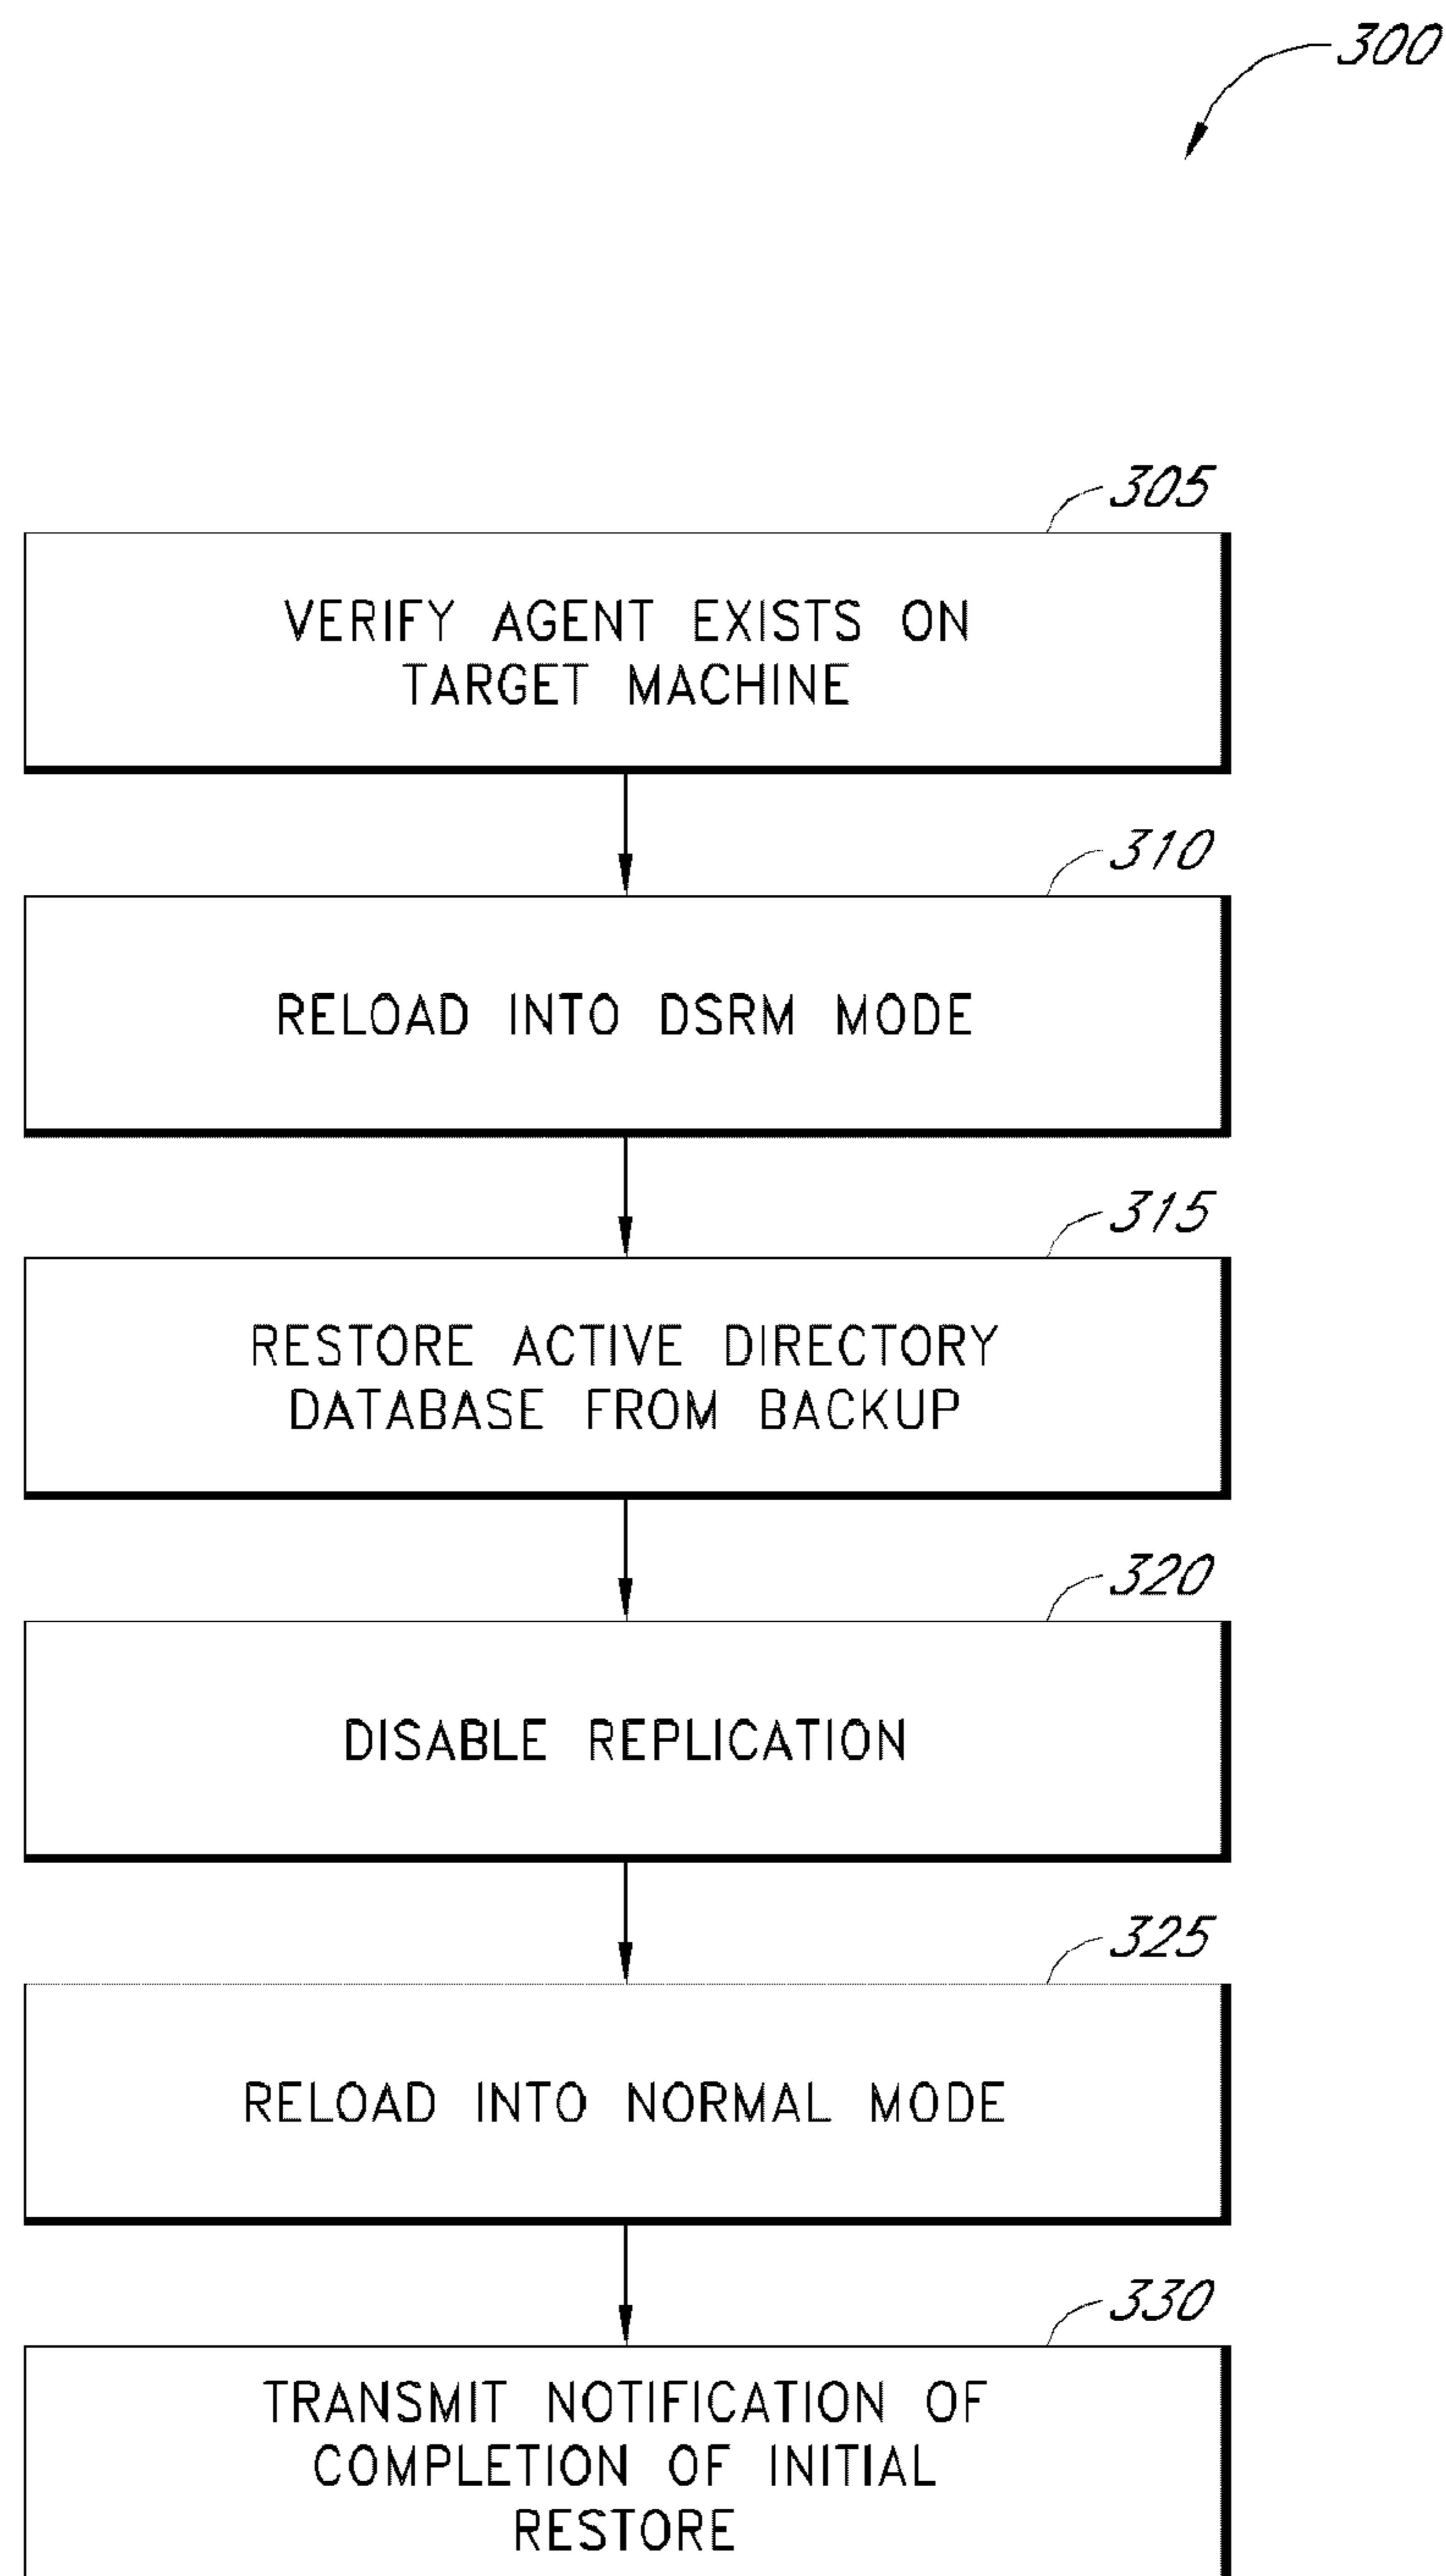 300
305
VERIFY AGENT EXISTS ON
TARGET MACHINE
310
RELOAD INTO DSRM MODE
315
RESTORE ACTIVE DIRECTORY
DATABASE FROM BACKUP
320
DISABLE REPLICATION
325
RELOAD INTO NORMAL MODE
330
TRANSMIT NOTIFICATION OF
COMPLETION OF INITIAL
RESTORE